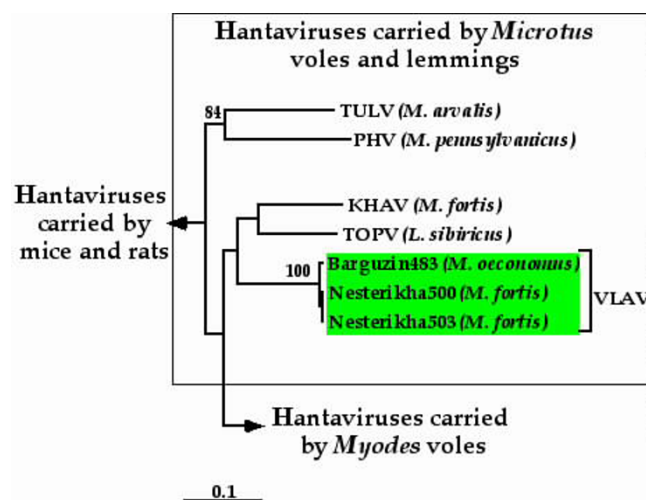 Hantaviruses carried by Microtus
voles and lemmings
84
TULV (M. arvalis)
PHV (M. pennsylvanicus)
Hantaviruses
carried by
mice and rats
KHAV (M. fortis)
TOPV (L. sibiricus)
100
Barguzin483 (M. oeconomus)
Nesterikha500 (M. fortis)
Nesterikha503 (M. fortis)
VLAV
Hantaviruses carried
by Myodes voles
0.1